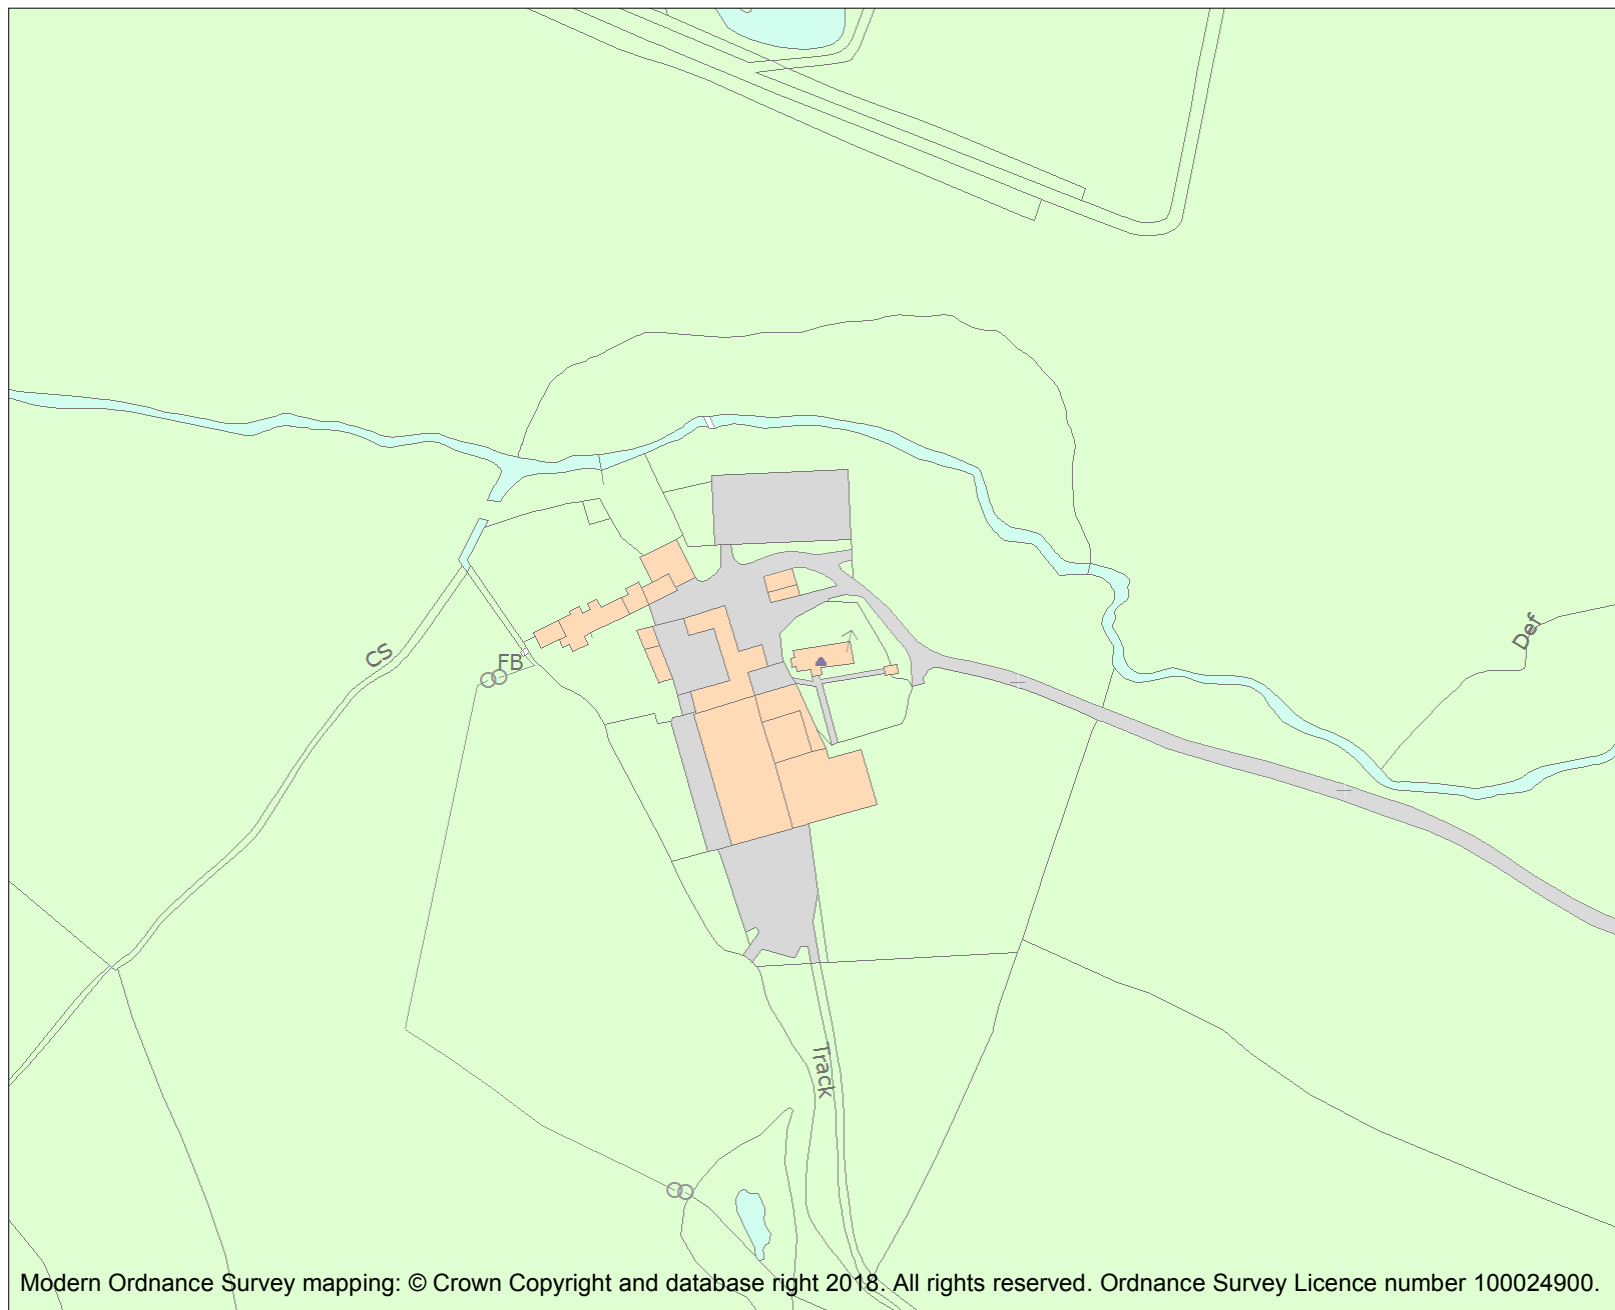 Def
CS
FB
Track
Modern Ordnance Survey mapping: © Crown Copyright and database right 2018. All rights reserved. Ordnance Survey Licence number 100024900.